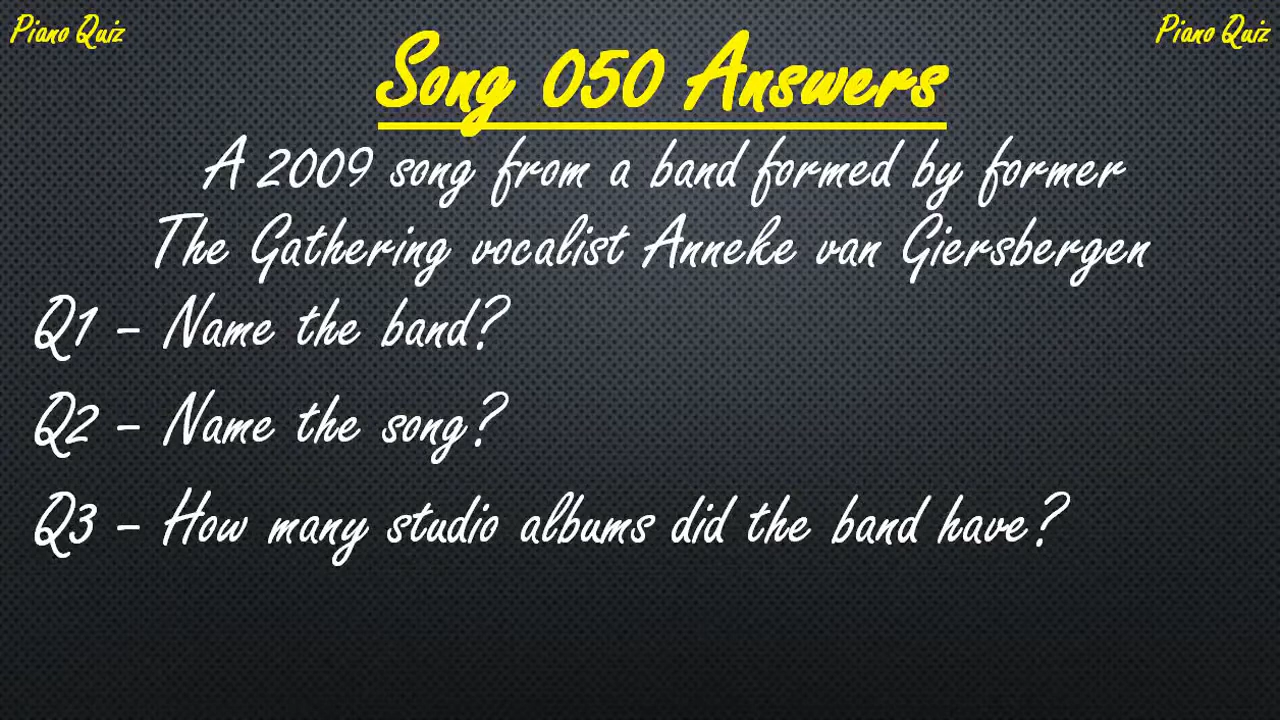 Piano Quiz
Piano Quiz
Song 050 Answers
A 2009 song from a band formed by former
The Gathering vocalist Anneke van Giersbergen
Q1 – Name the band?
Q2 – Name the song?
Q3 – How many studio albums did the band have?